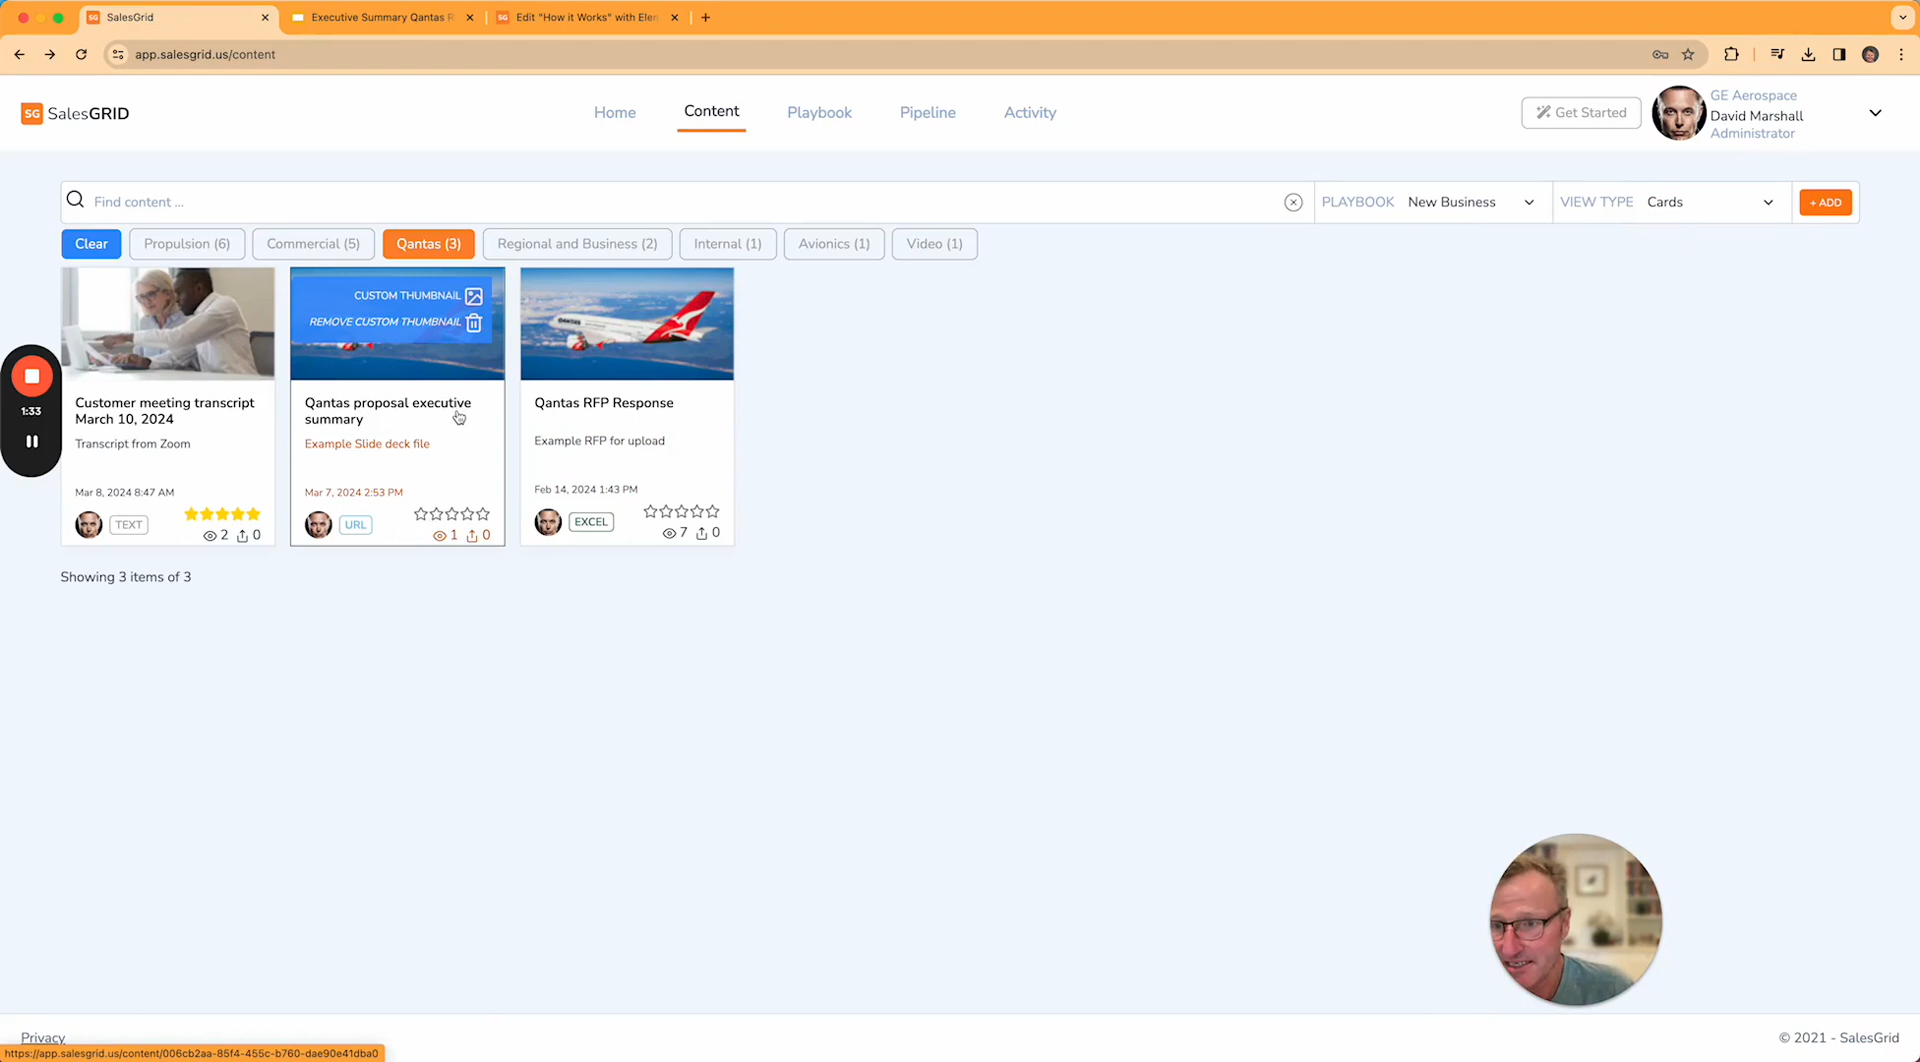 SalesGrid
Executive Summary Qantas R
Edit "How it Works" with Elen
app.salesgrid.us/content
SG SalesGRID
Home
Content
Playbook
Pipeline
Activity
Get Started
GE Aerospace
David Marshall
Administrator
Find content ...
PLAYBOOK New Business
VIEW TYPE Cards
+ ADD
Clear
Propulsion (6)
Commercial (5)
Qantas (3)
Regional and Business (2)
Internal (1)
Avionics (1)
Video (1)
1:33
Customer meeting transcript
March 10, 2024
Transcript from Zoom
Mar 8, 2024 8:47 AM
TEXT
2 0
CUSTOM THUMBNAIL
REMOVE CUSTOM THUMBNAIL
Qantas proposal executive
summary
Example Slide deck file
Mar 7, 2024 2:53 PM
URL
1 0
QANTAS
Qantas RFP Response
Example RFP for upload
Feb 14, 2024 1:43 PM
EXCEL
7 0
Showing 3 items of 3
Privacy
© 2021 - SalesGrid
https://app.salesgrid.us/content/006cb2aa-85f4-455c-b760-dae90e41dba0